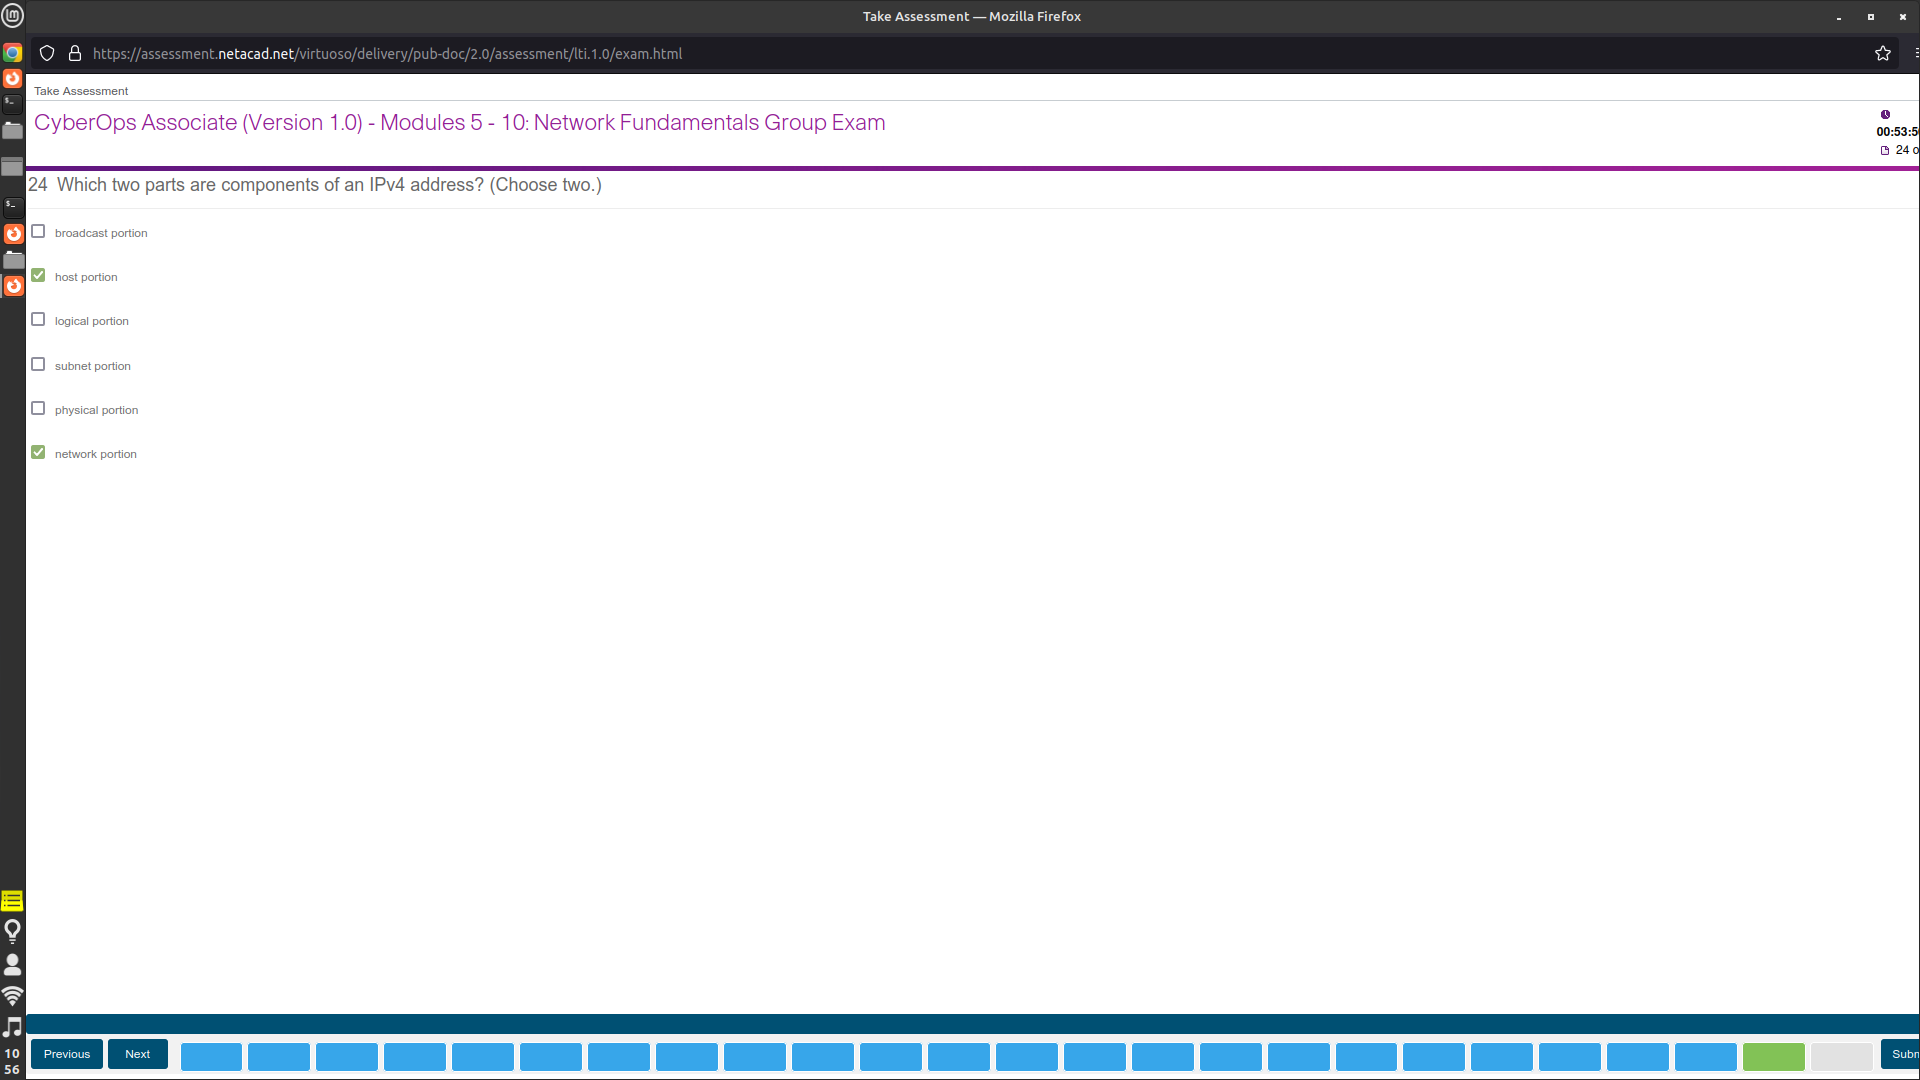 Take Assessment — Mozilla Firefox
https://assessment.netacad.net/virtuoso/delivery/pub-doc/2.0/assessment/lti.1.0/exam.html
Take Assessment
CyberOps Associate (Version 1.0) - Modules 5 - 10: Network Fundamentals Group Exam
00:53:5
24 o
24 Which two parts are components of an IPv4 address? (Choose two.)
broadcast portion
host portion
logical portion
subnet portion
physical portion
network portion
Previous
Next
Subm
10
56